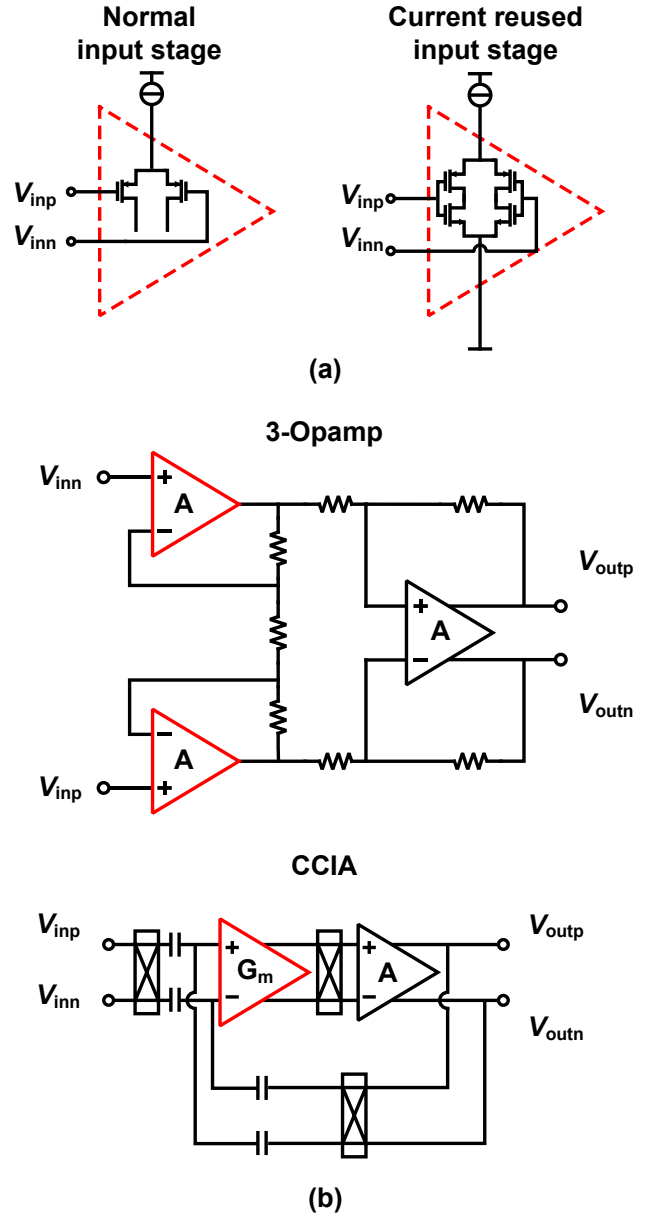 Normal
input stage
Current reused
input stage
Vinp
Vinn
Vinp
Vinn
(a)
3-Opamp
Vinn
+
A
−
−
A
+
Vinp
+
A
−
Voutp
Voutn
CCIA
Vinp
Vinn
+
Gm
−
+
A
−
Voutp
Voutn
(b)